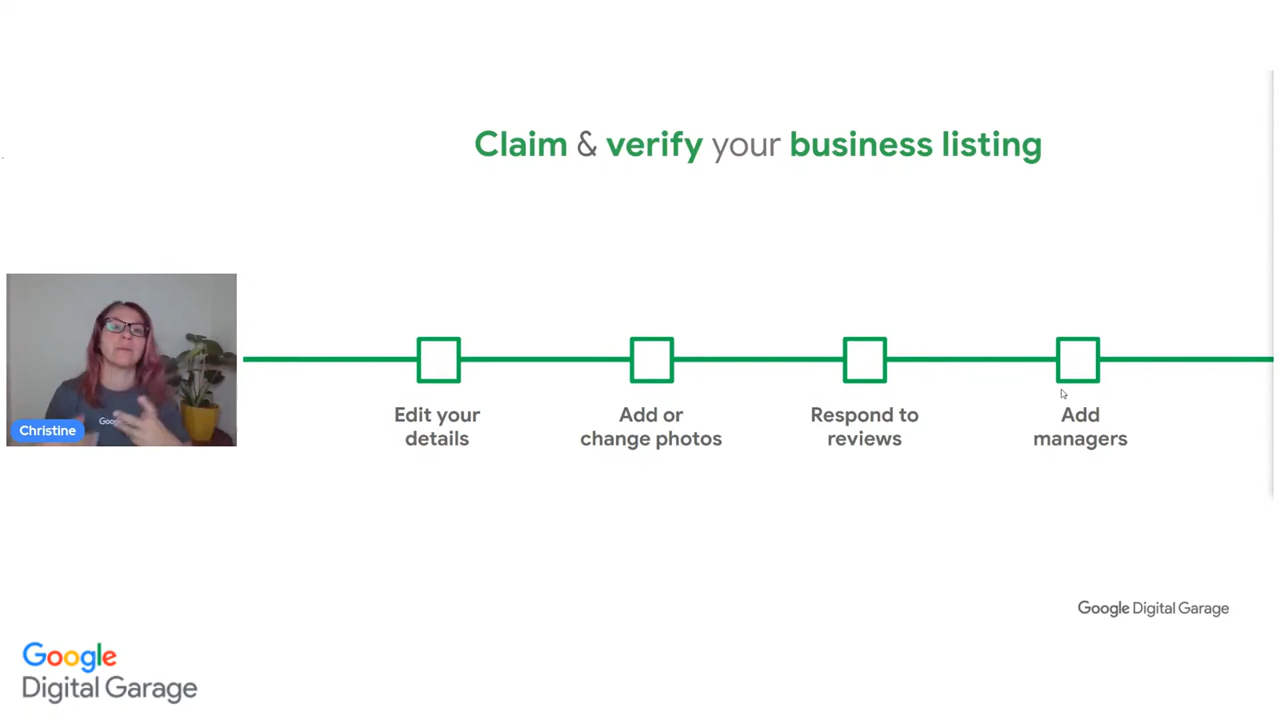 Claim & verify your business listing
Christine
Edit your
details
Add or
change photos
Respond to
reviews
Add
managers
Google Digital Garage
Google
Digital Garage